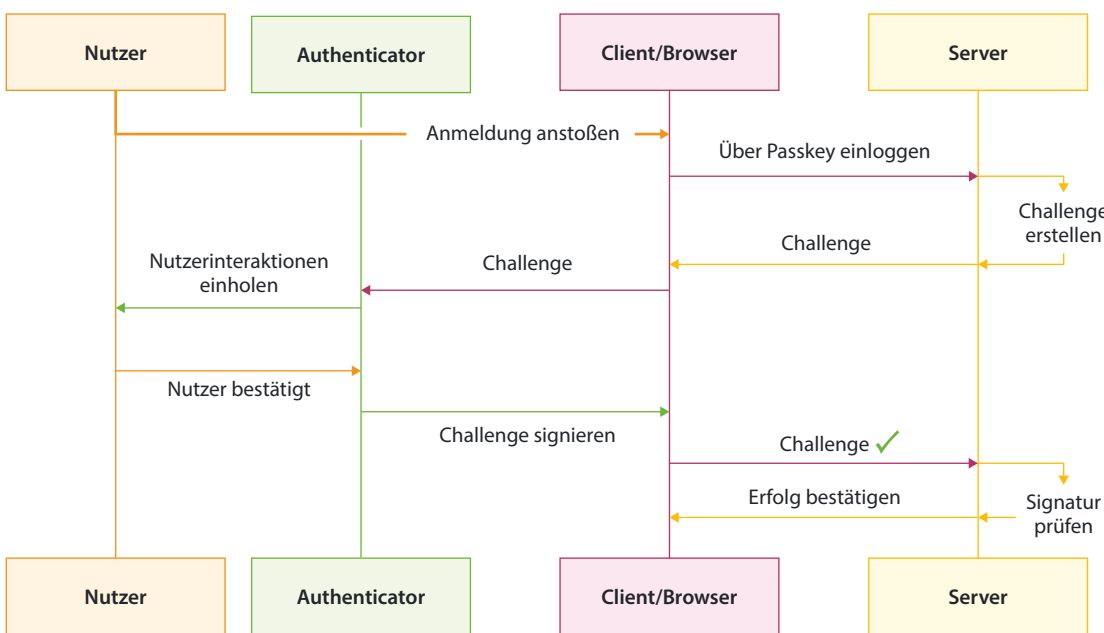 Nutzer
Authenticator
Client/Browser
Server
Anmeldung anstoßen
Über Passkey einloggen
Challenge
erstellen
Challenge
Challenge
Nutzerinteraktionen
einholen
Nutzer bestätigt
Challenge signieren
Challenge ✓
Erfolg bestätigen
Signatur
prüfen
Nutzer
Authenticator
Client/Browser
Server